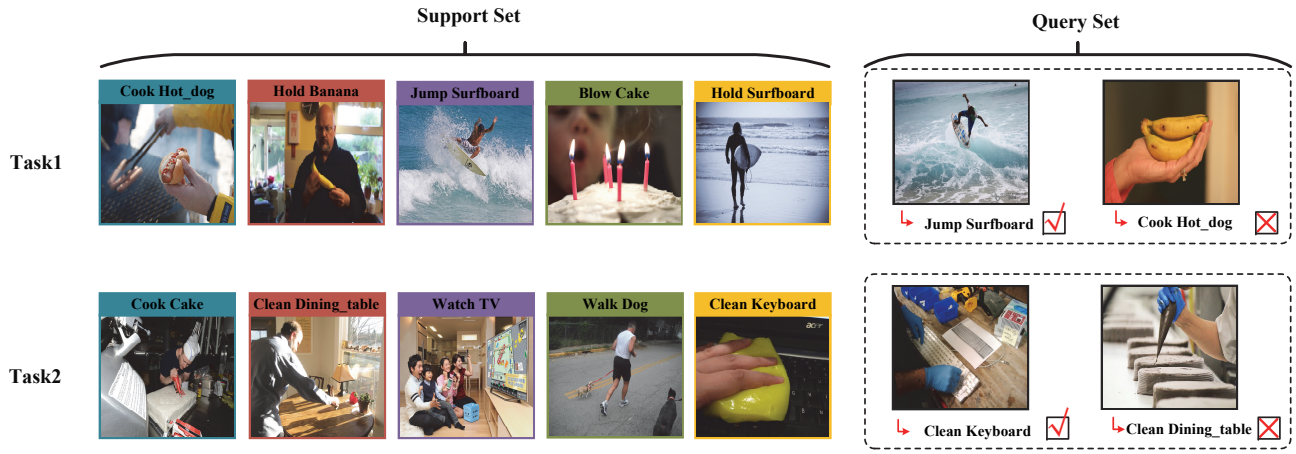 Support Set
Query Set
Task1
Cook Hot_dog
Hold Banana
Jump Surfboard
Blow Cake
Hold Surfboard
Jump Surfboard
Cook Hot_dog
Task2
Cook Cake
Clean Dining_table
Watch TV
Walk Dog
Clean Keyboard
acer
Clean Keyboard
Clean Dining_table